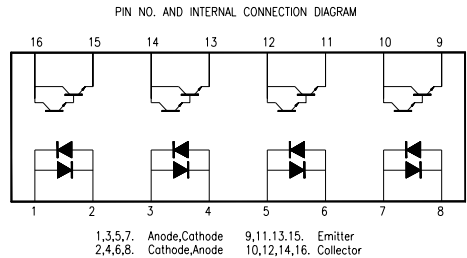 PIN NO. AND INTERNAL CONNECTION DIAGRAM
16 15 14 13 12 11 10 9
1 2 3 4 5 6 7 8
1,3,5,7. Anode,Cathode 9,11.13.15. Emitter
2,4,6,8. Cathode,Anode 10,12,14,16. Collector